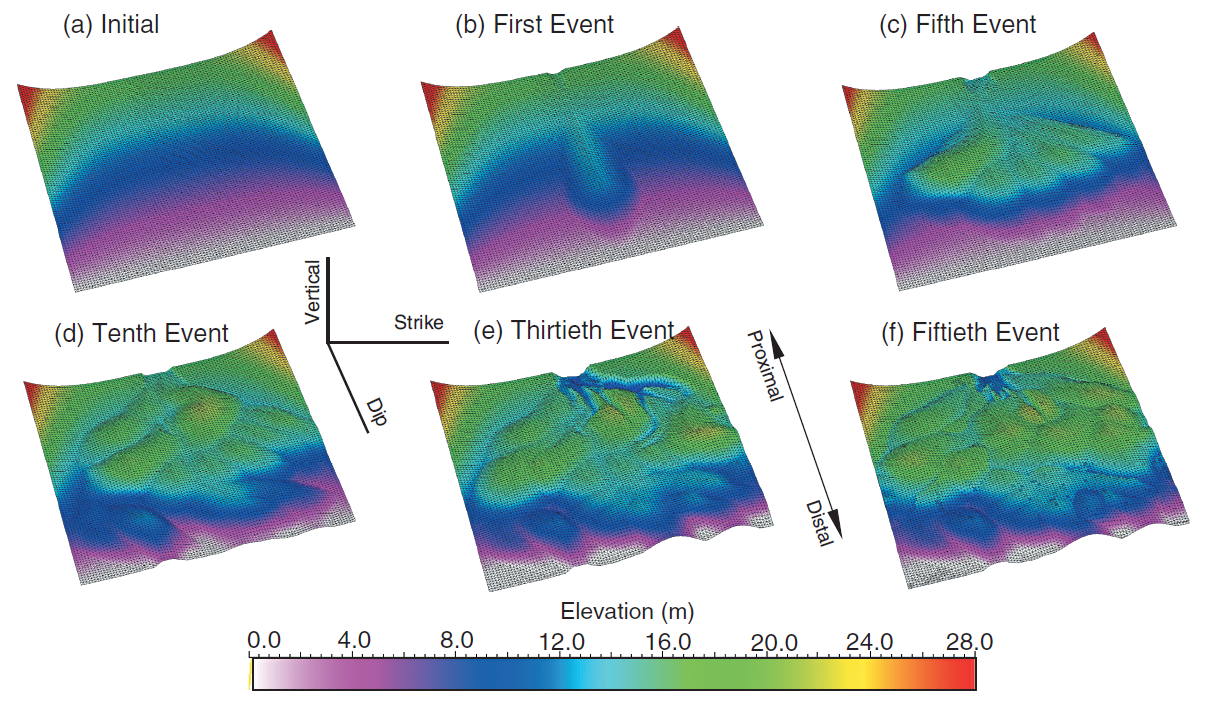 (a) Initial
(b) First Event
(c) Fifth Event
Vertical
Strike
Dip
(d) Tenth Event
(e) Thirtieth Event
Proximal
Distal
(f) Fiftieth Event
Elevation (m)
0.0 4.0 8.0 12.0 16.0 20.0 24.0 28.0